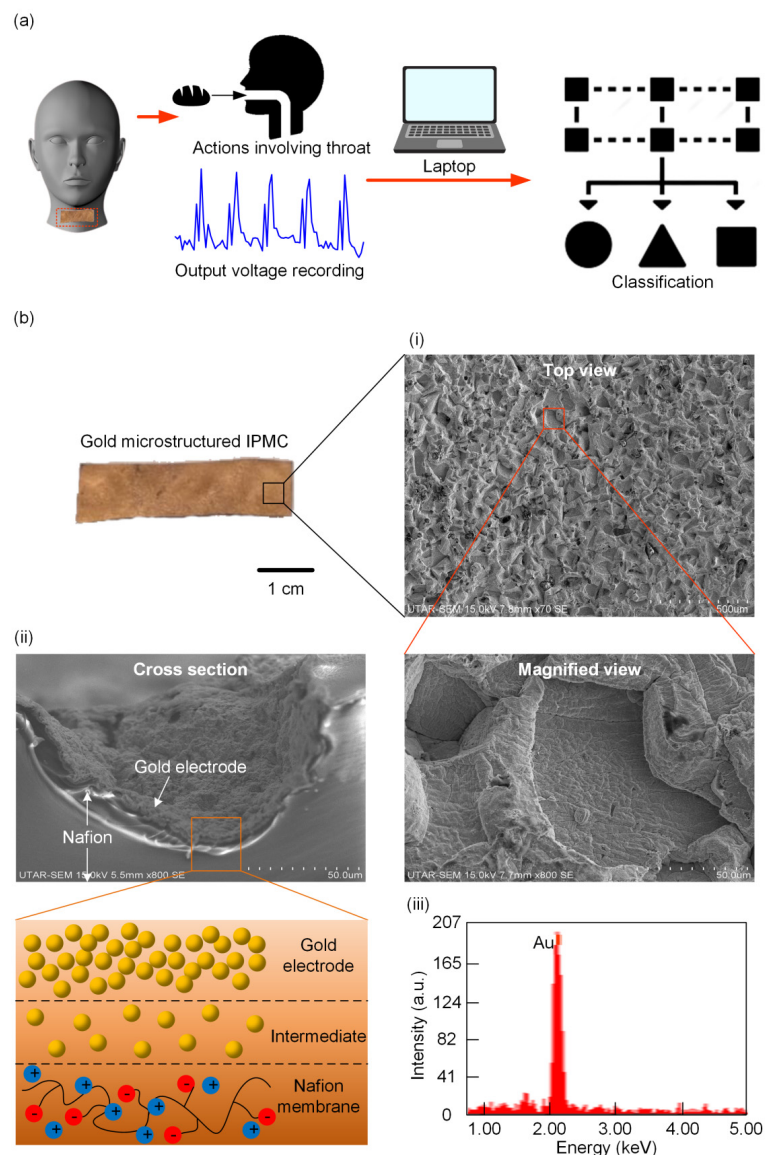 (a)
Actions involving throat
Laptop
Output voltage recording
Classification
(b)
Gold microstructured IPMC
1 cm
(i)
Top view
UTAR-SEM 15.0kV 7.8mm x70 SE
500um
(ii)
Cross section
Gold electrode
Nafion
UTAR-SEM 15.0kV 5.5mm x800 SE
50.0um
Magnified view
UTAR-SEM 15.0kV 7.7mm x800 SE
50.0um
Gold
electrode
Intermediate
Nafion
membrane
+ + + + + +
- - - - -
(iii)
Au
Intensity (a.u.)
207
165
124
82
41
0
1.00 2.00 3.00 4.00 5.00
Energy (keV)